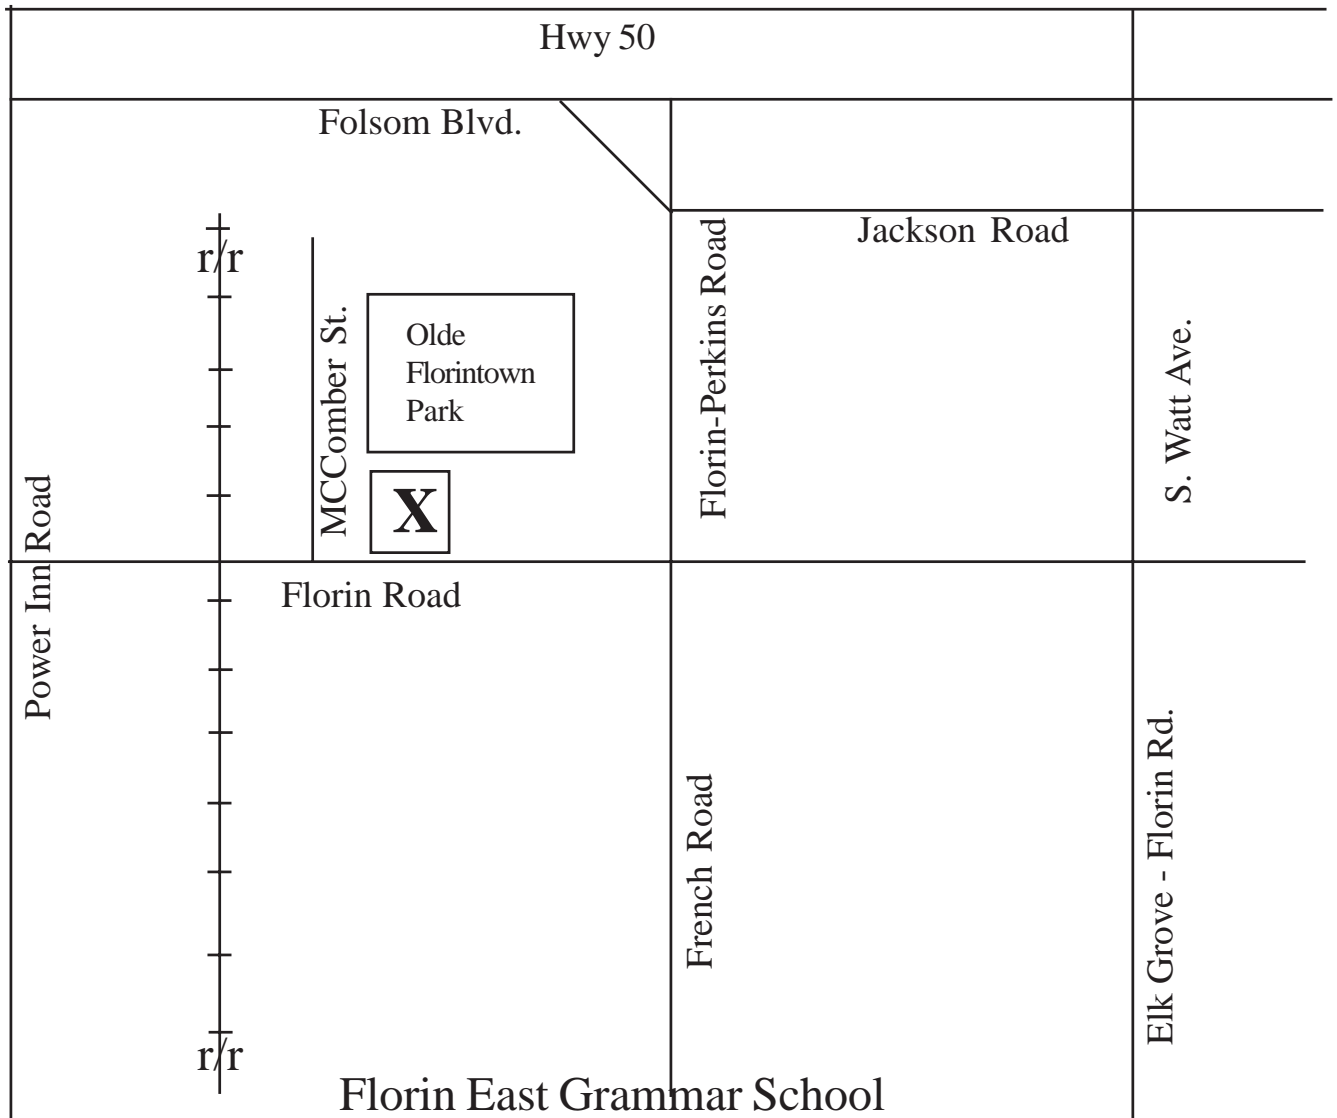 Hwy 50
Folsom Blvd.
Jackson Road
r/r
MCComber St.
Olde
Florintown
Park
Florin-Perkins Road
S. Watt Ave.
X
Power Inn Road
Florin Road
French Road
Elk Grove - Florin Rd.
r/r
Florin East Grammar School